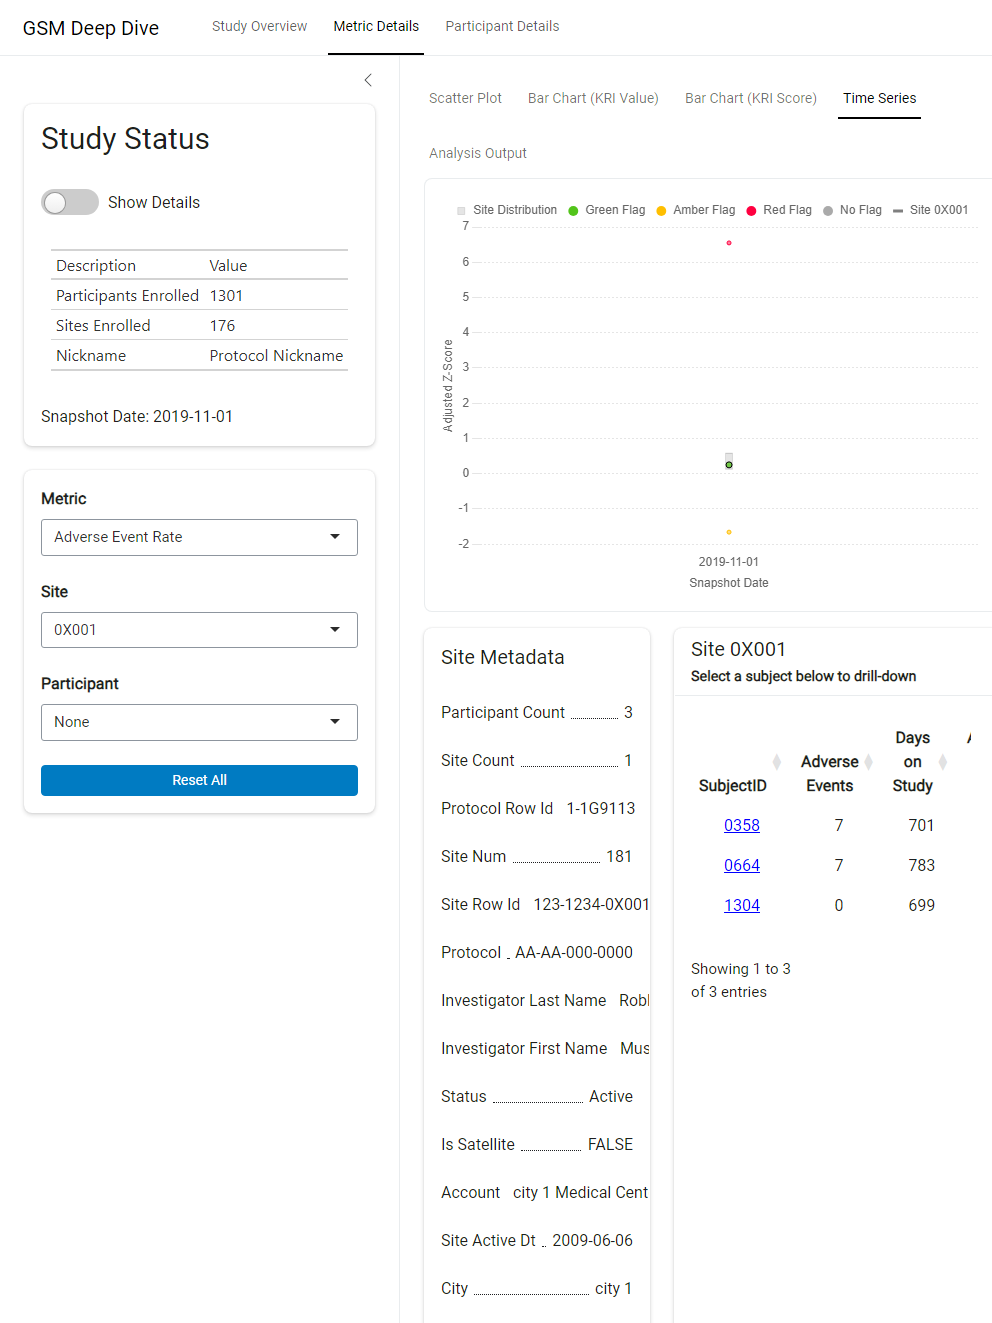 GSM Deep Dive
Study Overview
Metric Details
Participant Details
Study Status
Show Details
Description Value
Participants Enrolled 1301
Sites Enrolled 176
Nickname Protocol Nickname
Snapshot Date: 2019-11-01
Metric
Adverse Event Rate
Site
0X001
Participant
None
Reset All
Scatter Plot
Bar Chart (KRI Value)
Bar Chart (KRI Score)
Time Series
Analysis Output
Site Distribution Green Flag Amber Flag Red Flag No Flag Site 0X001
7
6
5
4
3
2
1
0
-1
-2
Adjusted Z-Score
2019-11-01
Snapshot Date
Site Metadata
Participant Count 3
Site Count 1
Protocol Row Id 1-1G9113
Site Num 181
Site Row Id 123-1234-0X001
Protocol AA-AA-000-0000
Investigator Last Name
Investigator First Name
Status Active
Is Satellite FALSE
Account city 1 Medical Cent
Site Active Dt 2009-06-06
City city 1
Site 0X001
Select a subject below to drill-down
SubjectID
Adverse Events
Days on Study
0358 7 701
0664 7 783
1304 0 699
Showing 1 to 3
of 3 entries